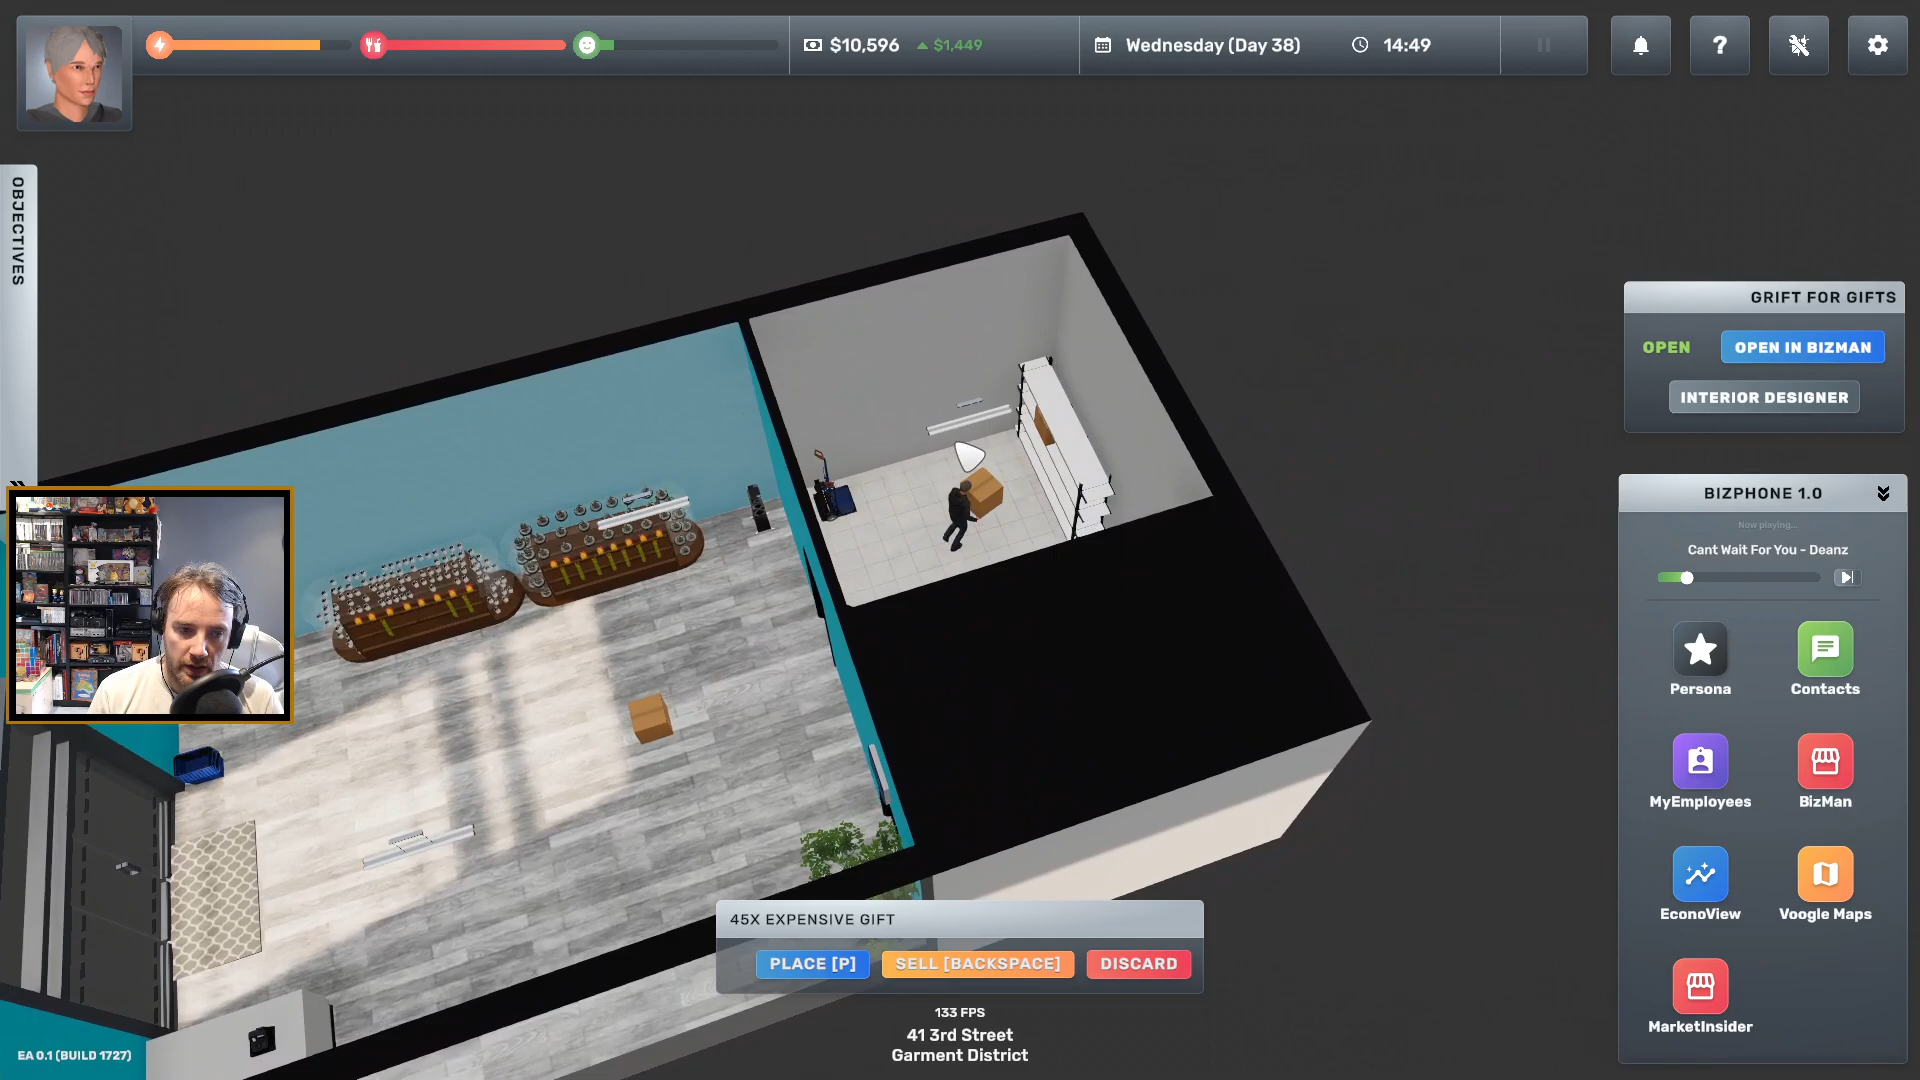 $10,596 $1,449
Wednesday (Day 38) 14:49
?
OBJECTIVES
GRIFT FOR GIFTS
OPEN OPEN IN BIZMAN
INTERIOR DESIGNER
BIZPHONE 1.0
Now playing...
Cant Wait For You - Deanz
Persona Contacts
MyEmployees BizMan
EconoView Voogle Maps
MarketInsider
45X EXPENSIVE GIFT
PLACE [P] SELL [BACKSPACE] DISCARD
133 FPS
41 3rd Street
Garment District
EA 0.1 (BUILD 1727)